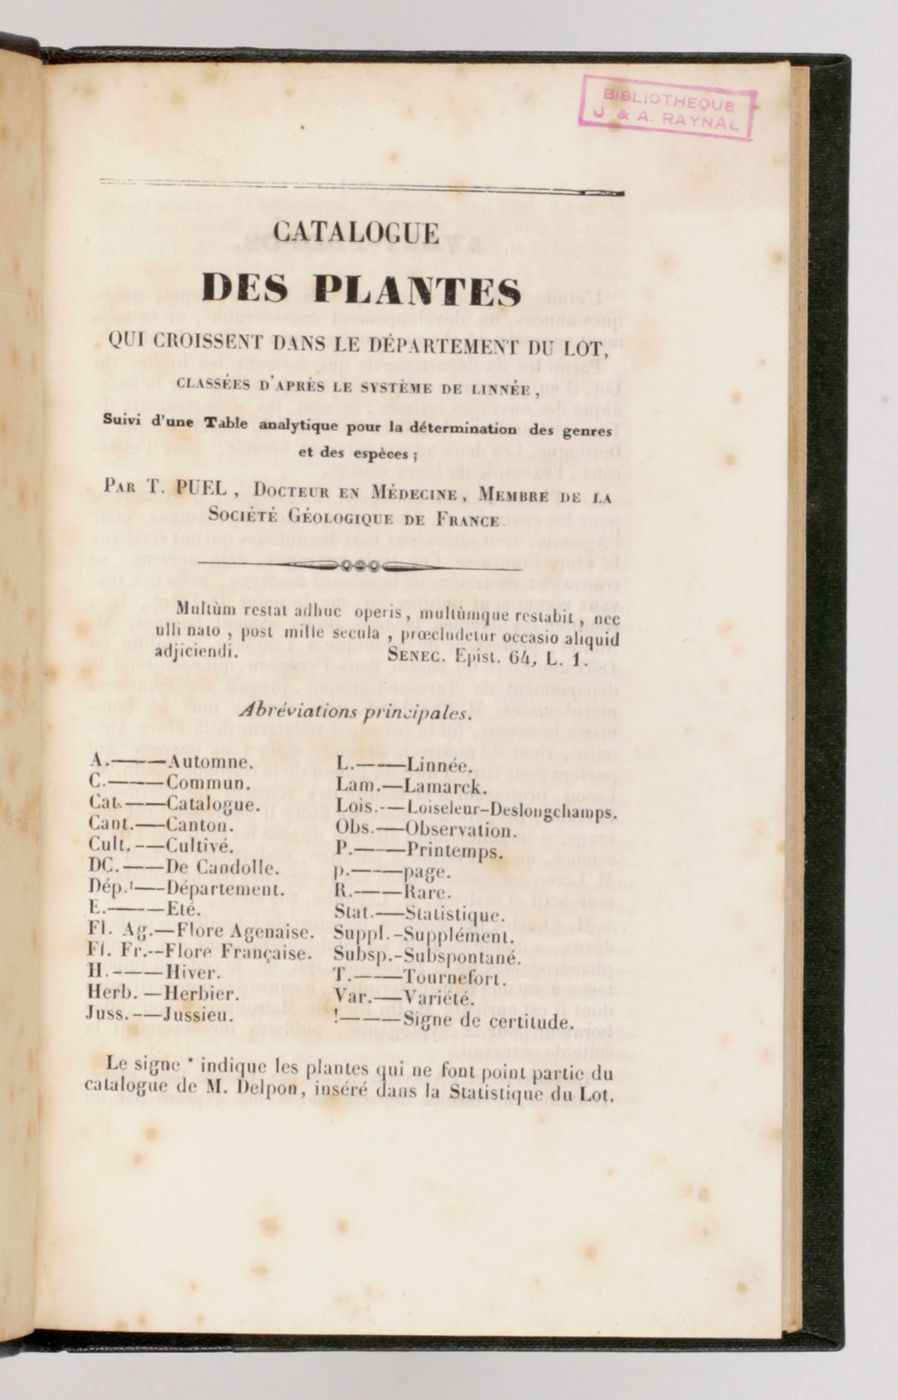 BIBLIOTHEQUE
J. & A. RAYNAL
CATALOGUE
DES PLANTES
QUI CROISSENT DANS LE DÉPARTEMENT DU LOT,
CLASSÉES D'APRÈS LE SYSTÈME DE LINNÉE,
Suivi d'une Table analytique pour la détermination des genres
et des espèces;
PAR T. PUEL, DOCTEUR EN MÉDECINE, MEMBRE DE LA
SOCIÉTÉ GÉOLOGIQUE DE FRANCE.
Multùm restat adhuc operis, multùmque restabit, nec
ulli nato, post mille secula, præcludetur occasio aliquid
adjiciendi. SENEC. Epist. 64, L. 1.
Abréviations principales.
A.———Automne.
C.———Commun.
Cat.——Catalogue.
Cant.——Canton.
Cult.——Cultivé.
DC.——De Candolle.
Dép.t——Département.
E.———Eté.
Fl. Ag.—Flore Agenaise.
Fl. Fr.--Flore Française.
H.———Hiver.
Herb.—Herbier.
Juss.——Jussieu.
L.———Linnée.
Lam.—Lamarck.
Lois.-—Loiseleur-Deslongchamps.
Obs.——Observation.
P.———Printemps.
p.———page.
R.———Rare.
Stat.——Statistique.
Suppl.-Supplément.
Subsp.-Subspontané.
T.———Tournefort.
Var.——Variété.
!———Signe de certitude.
Le signe * indique les plantes qui ne font point partie du
catalogue de M. Delpon, inséré dans la Statistique du Lot.